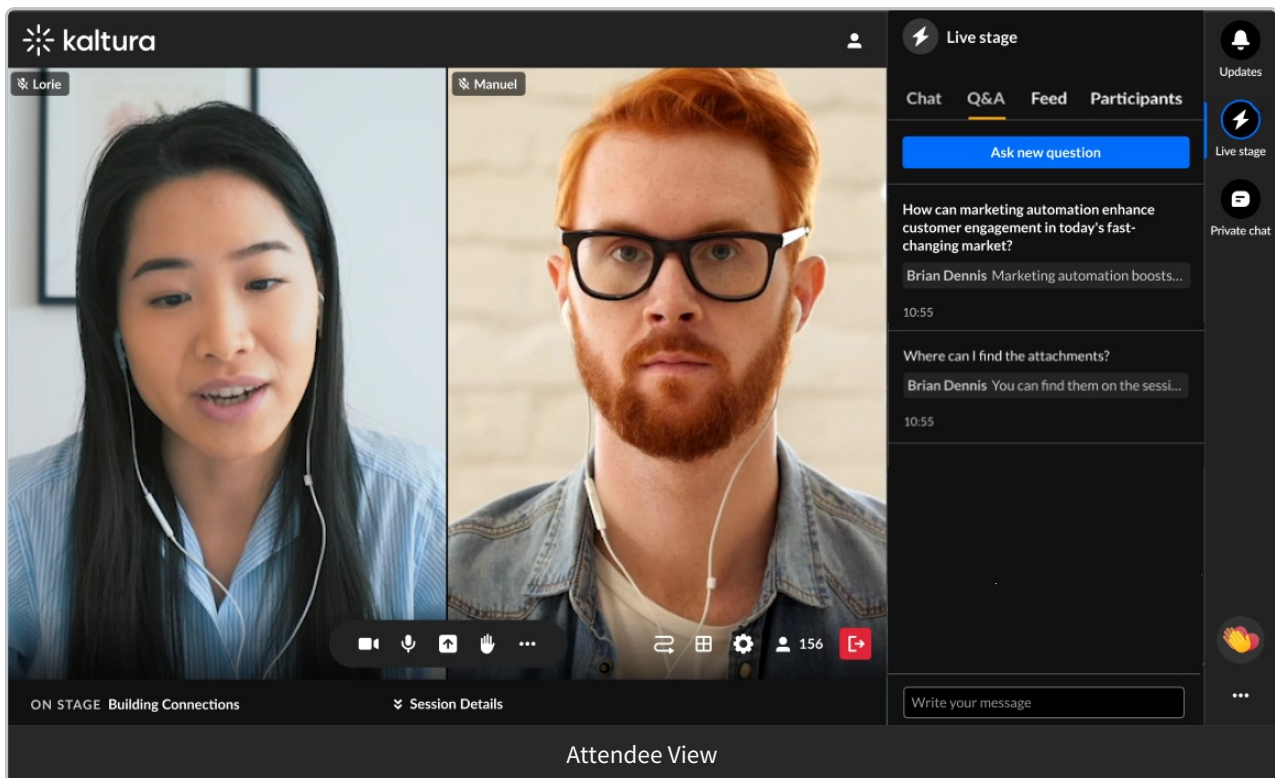 kaltura
Lorie
Manuel
156
ON STAGE Building Connections
Session Details
Live stage
Chat Q&A Feed Participants
Ask new question
How can marketing automation enhance
customer engagement in today's fast-
changing market?
Brian Dennis Marketing automation boosts...
10:55
Where can I find the attachments?
Brian Dennis You can find them on the sessi...
10:55
Write your message
Updates
Live stage
Private chat
Attendee View